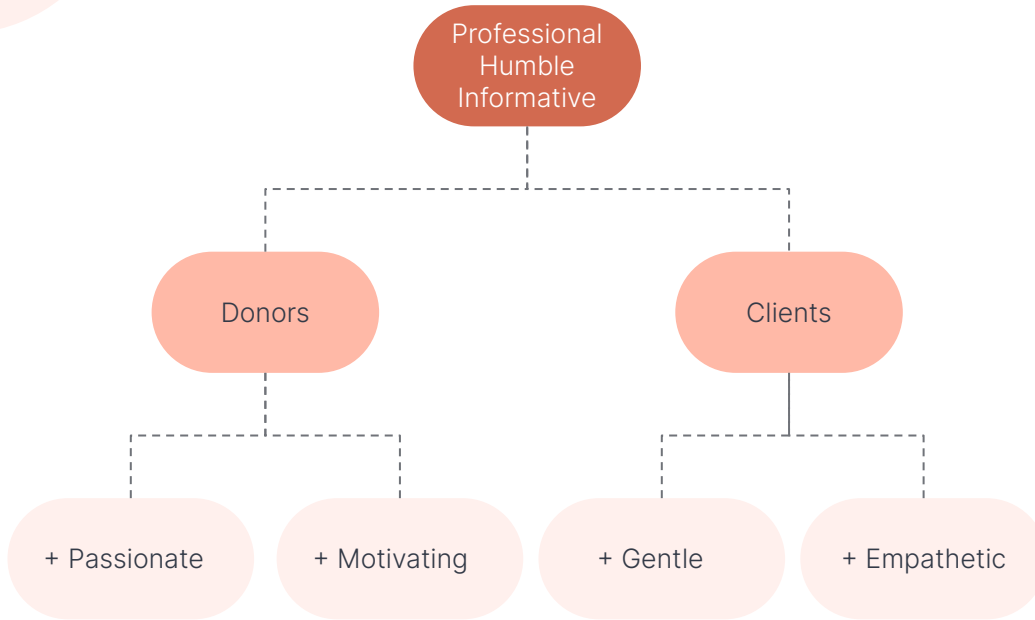 Professional
Humble
Informative
Donors
Clients
+ Passionate
+ Motivating
+ Gentle
+ Empathetic